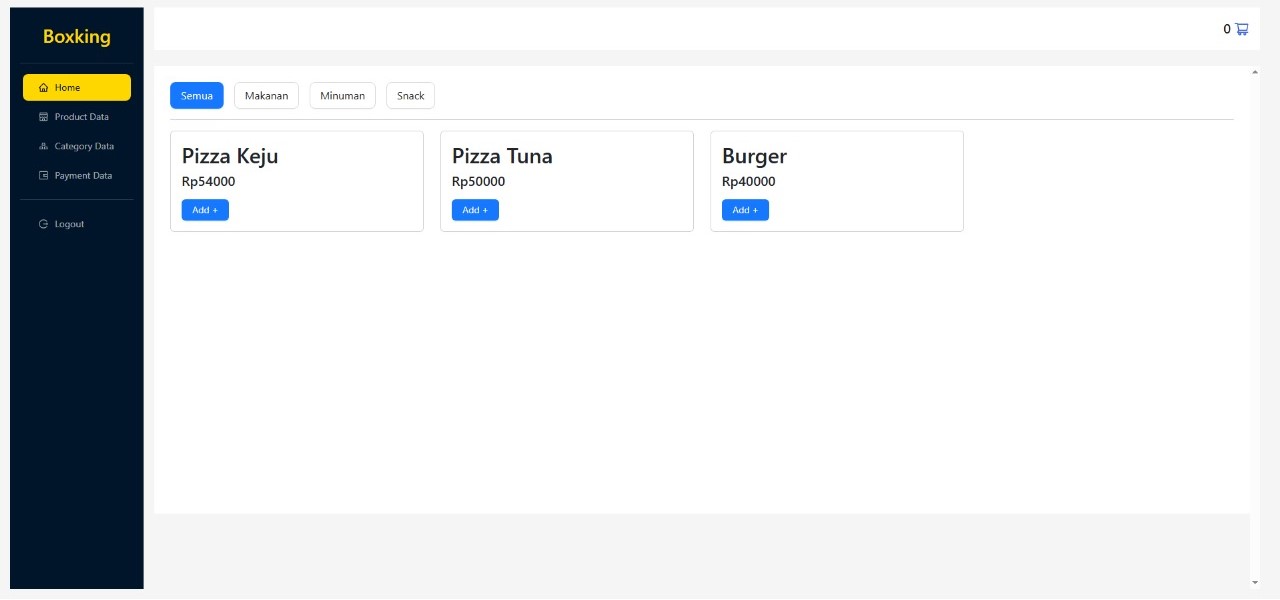 Boxking
Home
Product Data
Category Data
Payment Data
Logout
0
Semua
Makanan
Minuman
Snack
Pizza Keju
Rp54000
Add +
Pizza Tuna
Rp50000
Add +
Burger
Rp40000
Add +